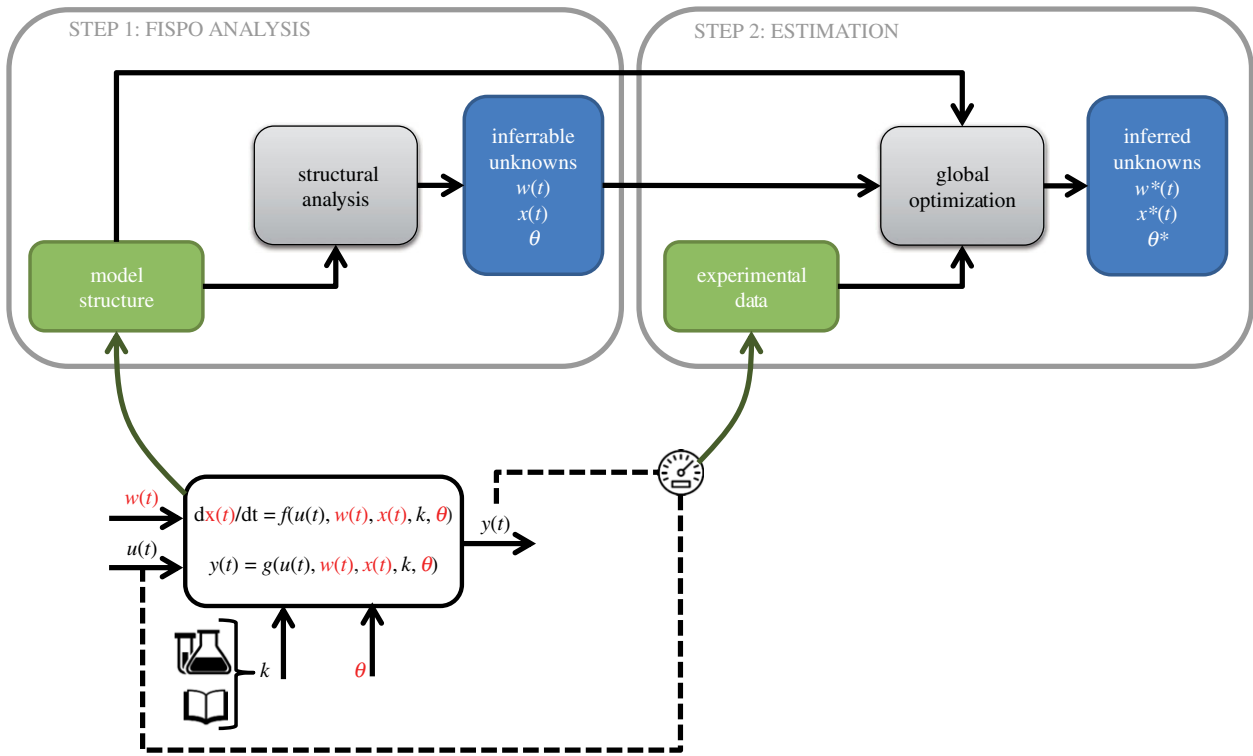 STEP 1: FISPO ANALYSIS
STEP 2: ESTIMATION
structural
analysis
inferrable
unknowns
w(t)
x(t)
θ
global
optimization
inferred
unknowns
w*(t)
x*(t)
θ*
model
structure
experimental
data
w(t)
u(t)
dx(t)/dt = f(u(t), w(t), x(t), k, θ)
y(t) = g(u(t), w(t), x(t), k, θ)
y(t)
k
θ